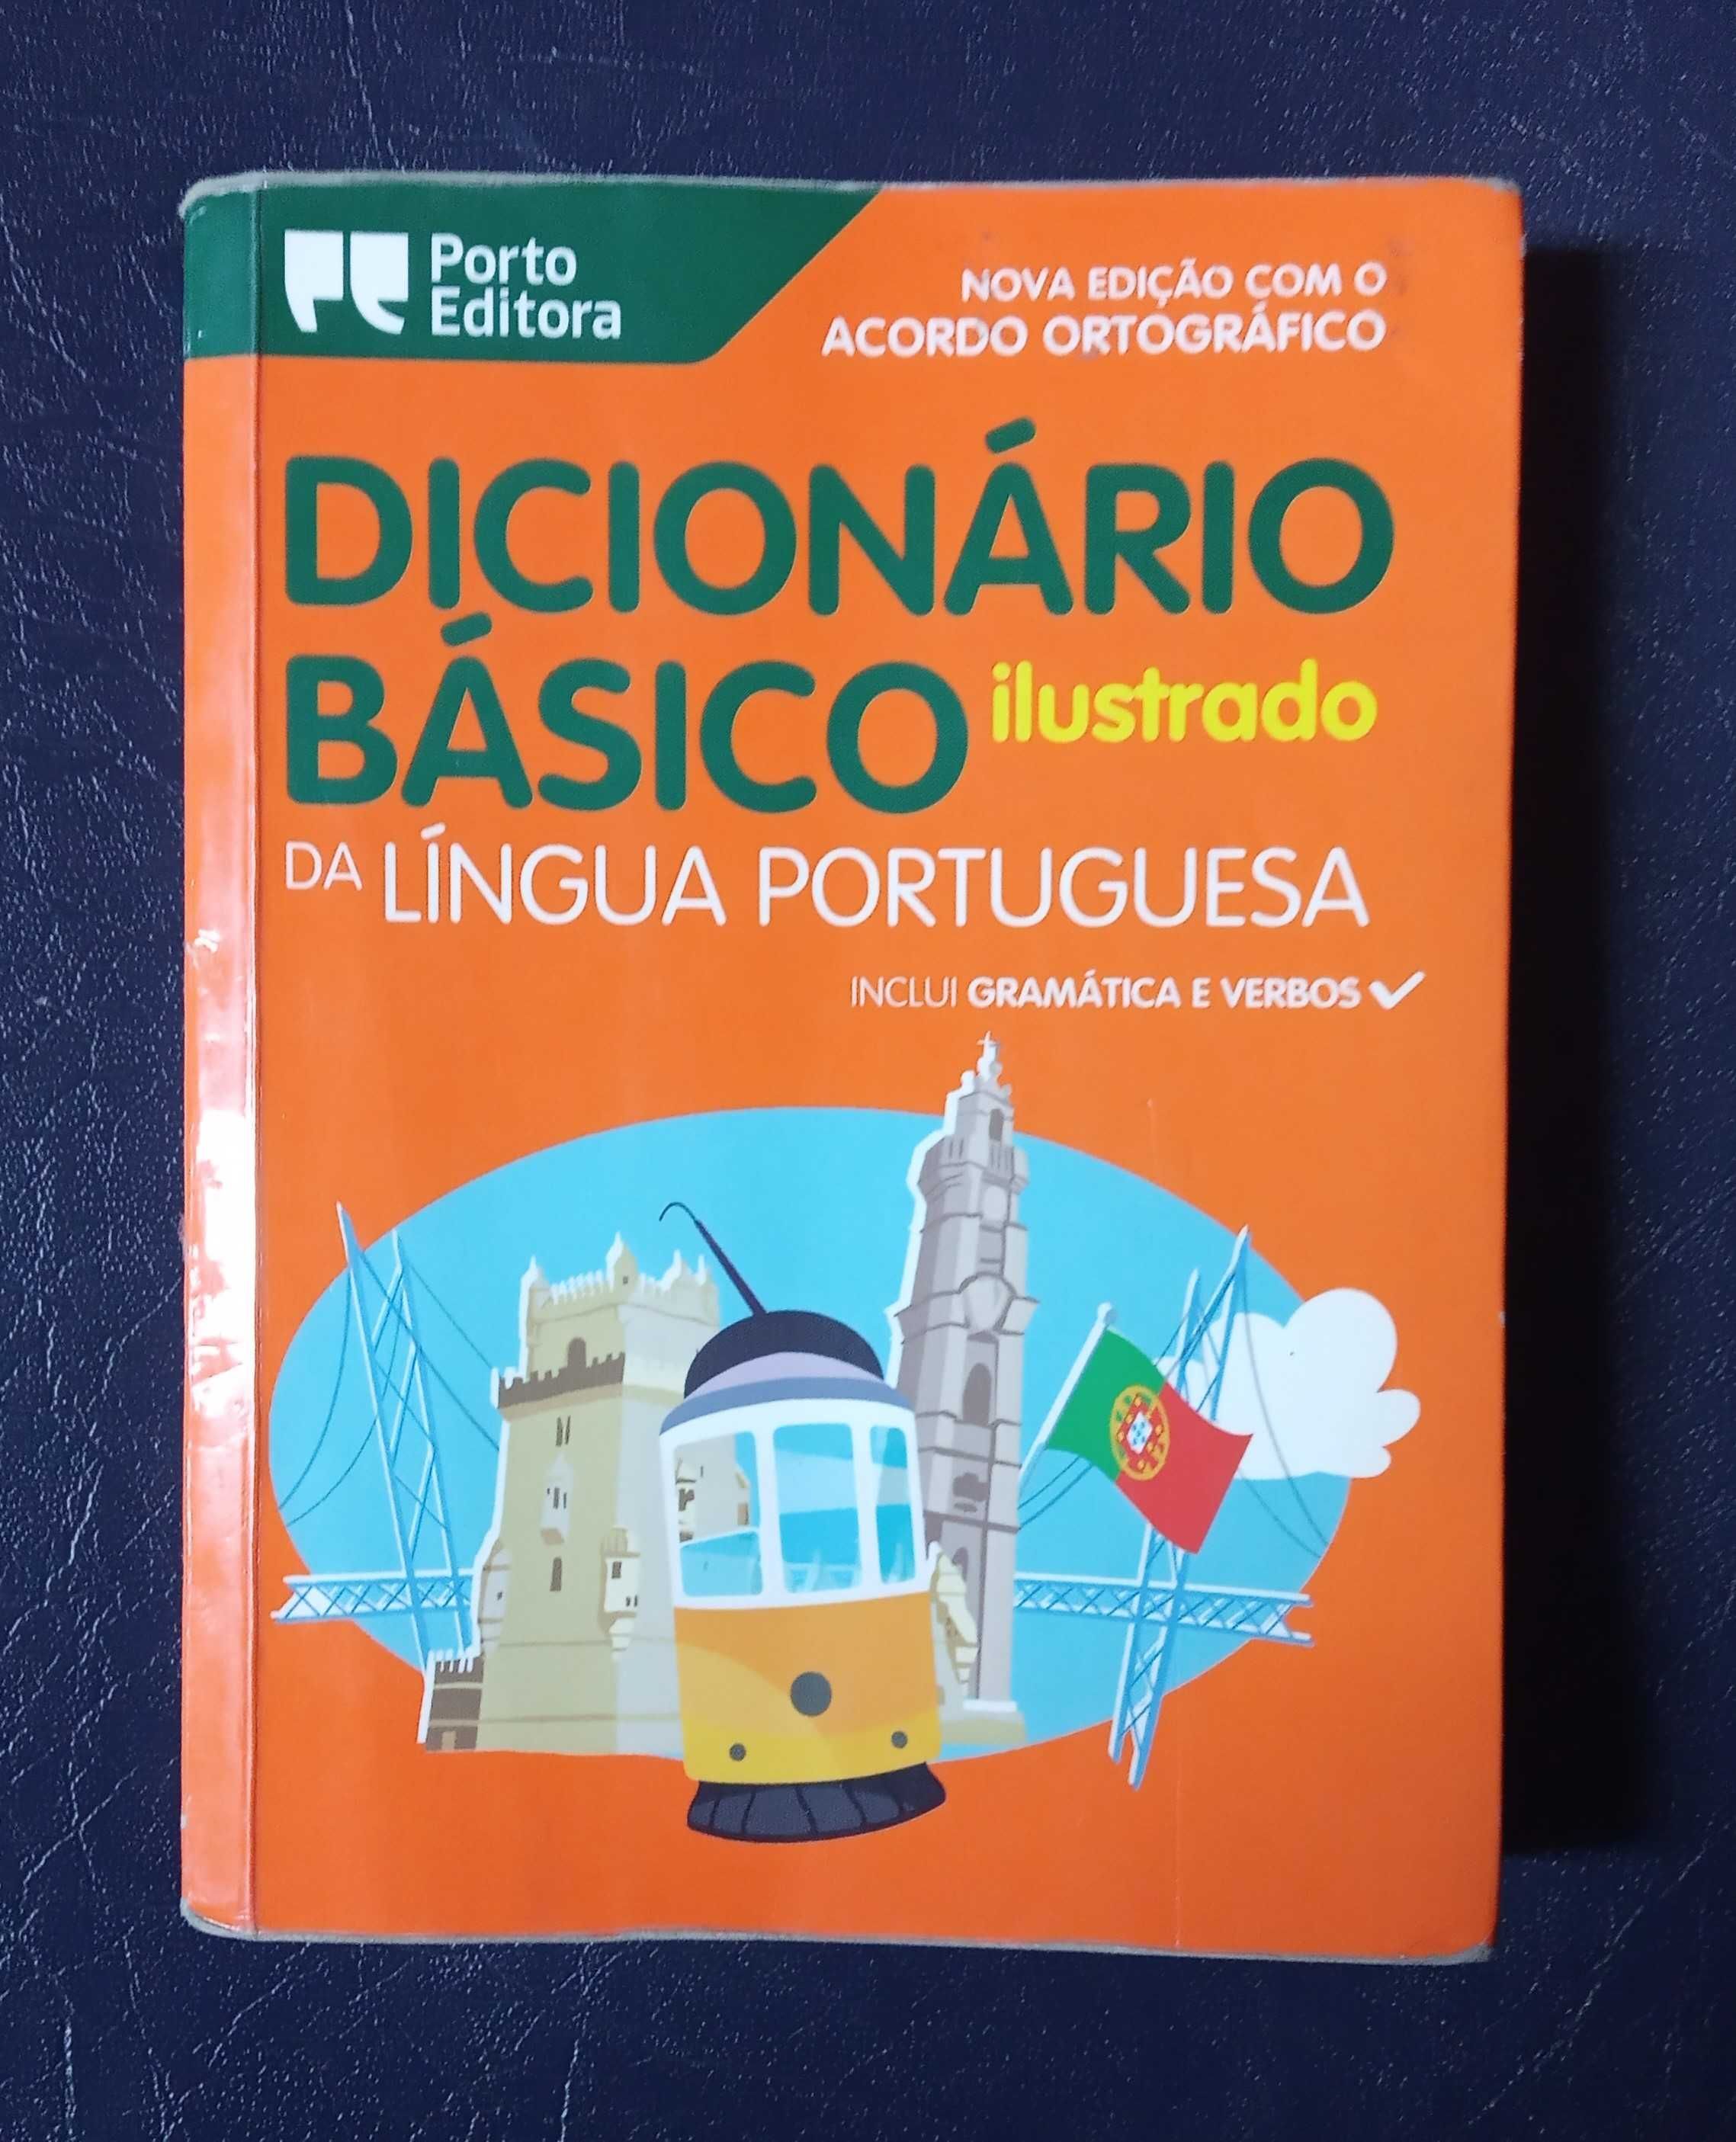 Porto
Editora
NOVA EDIÇÃO COM O
ACORDO ORTOGRÁFICO
DICIONÁRIO
BÁSICO ilustrado
DA LÍNGUA PORTUGUESA
INCLUI GRAMÁTICA E VERBOS